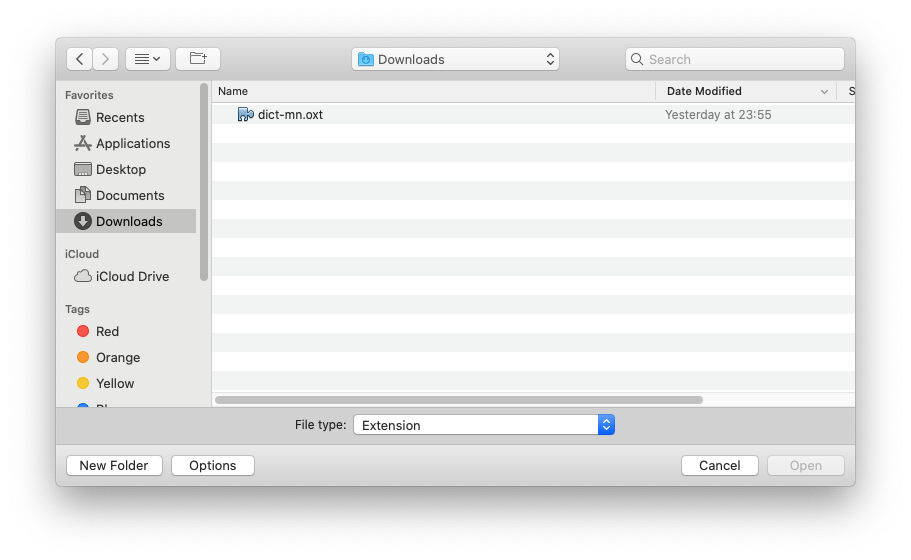 Downloads
Search
Favorites
Recents
Applications
Desktop
Documents
Downloads
iCloud
iCloud Drive
Tags
Red
Orange
Yellow
Name
Date Modified
S
dict-mn.oxt
Yesterday at 23:55
File type:
Extension
New Folder
Options
Cancel
Open